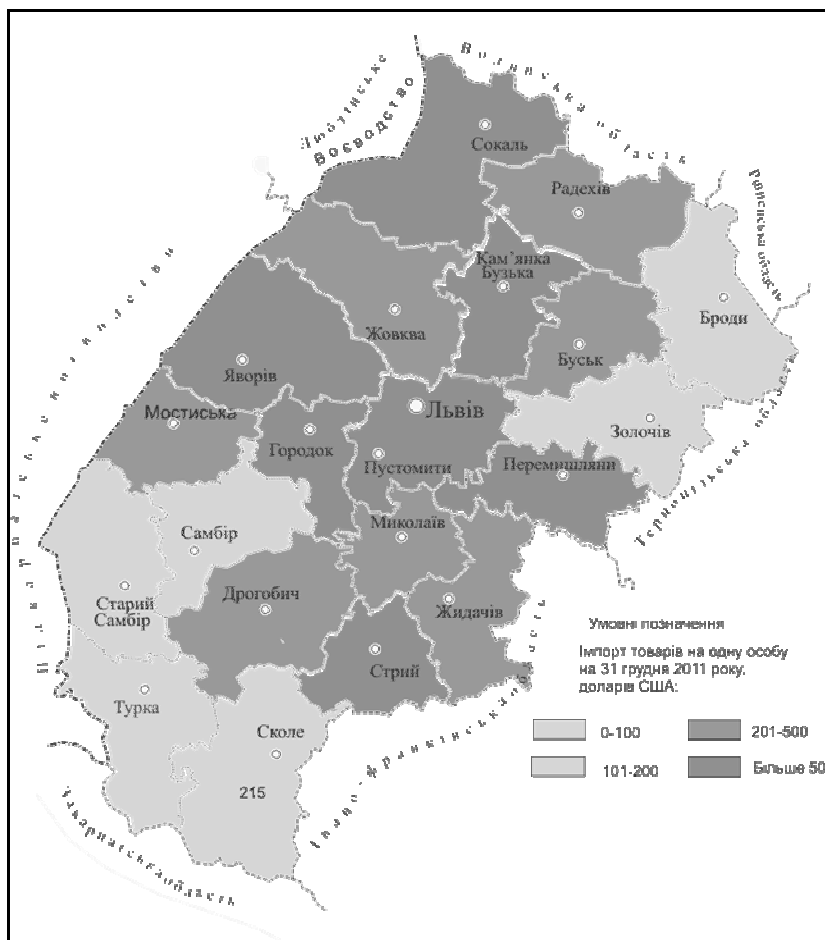 Люблінське
Воєводство
Волинська область
Рівненська область
Сокаль
Радехів
Кам’янка
Бузька
Броди
Жовква
Буськ
Яворів
Мостиська
Львів
Золочів
Городок
Пустомити
Перемишляни
Тернопільська область
Підкарпатське
Самбір
Миколаїв
Старий
Самбір
Дрогобич
Жидачів
Стрий
Турка
Сколе
215
Івано-франківська область
Закарпатська область
Умовні позначення
Імпорт товарів на одну особу
на 31 грудня 2011 року,
доларів США:
0-100
201-500
101-200
Більше 50